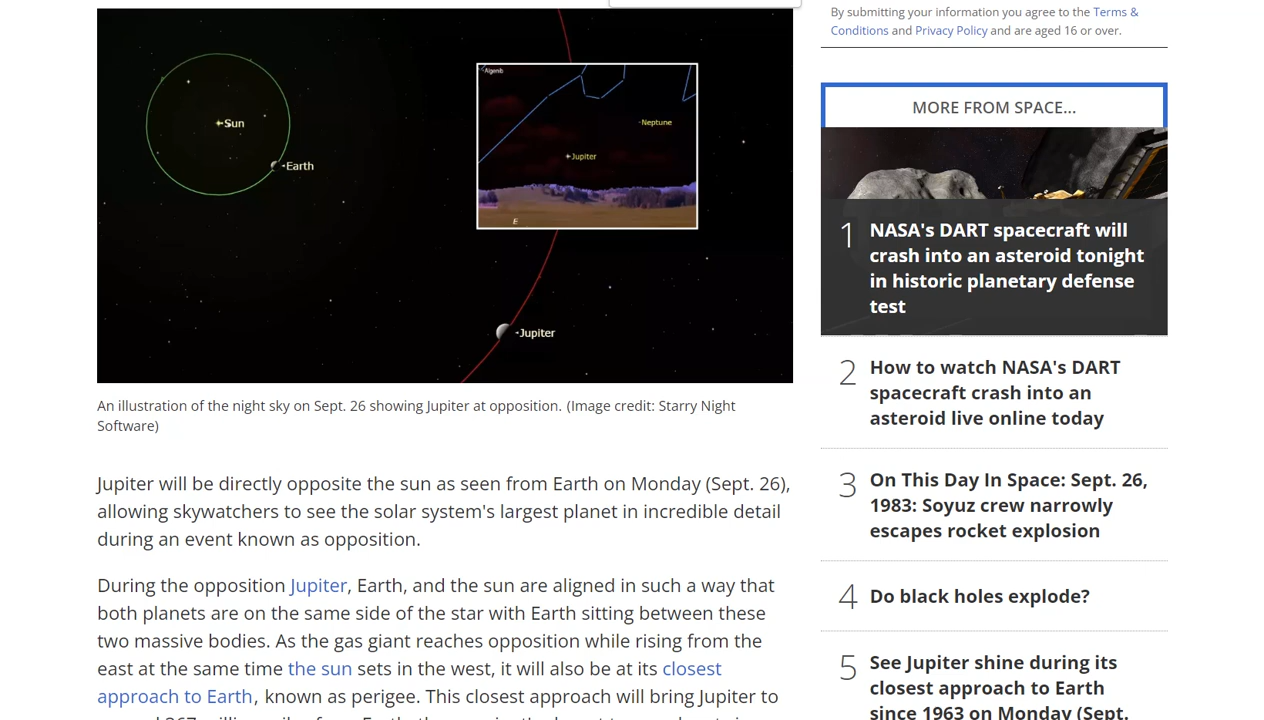 Sun
Earth
Algenib
Neptune
Jupiter
E
Jupiter
An illustration of the night sky on Sept. 26 showing Jupiter at opposition. (Image credit: Starry Night
Software)
Jupiter will be directly opposite the sun as seen from Earth on Monday (Sept. 26),
allowing skywatchers to see the solar system's largest planet in incredible detail
during an event known as opposition.
During the opposition Jupiter, Earth, and the sun are aligned in such a way that
both planets are on the same side of the star with Earth sitting between these
two massive bodies. As the gas giant reaches opposition while rising from the
east at the same time the sun sets in the west, it will also be at its closest
approach to Earth, known as perigee. This closest approach will bring Jupiter to
By submitting your information you agree to the Terms &
Conditions and Privacy Policy and are aged 16 or over.
MORE FROM SPACE...
1 NASA's DART spacecraft will
crash into an asteroid tonight
in historic planetary defense
test
2 How to watch NASA's DART
spacecraft crash into an
asteroid live online today
3 On This Day In Space: Sept. 26,
1983: Soyuz crew narrowly
escapes rocket explosion
4 Do black holes explode?
5 See Jupiter shine during its
closest approach to Earth
since 1963 on Monday (Sept.